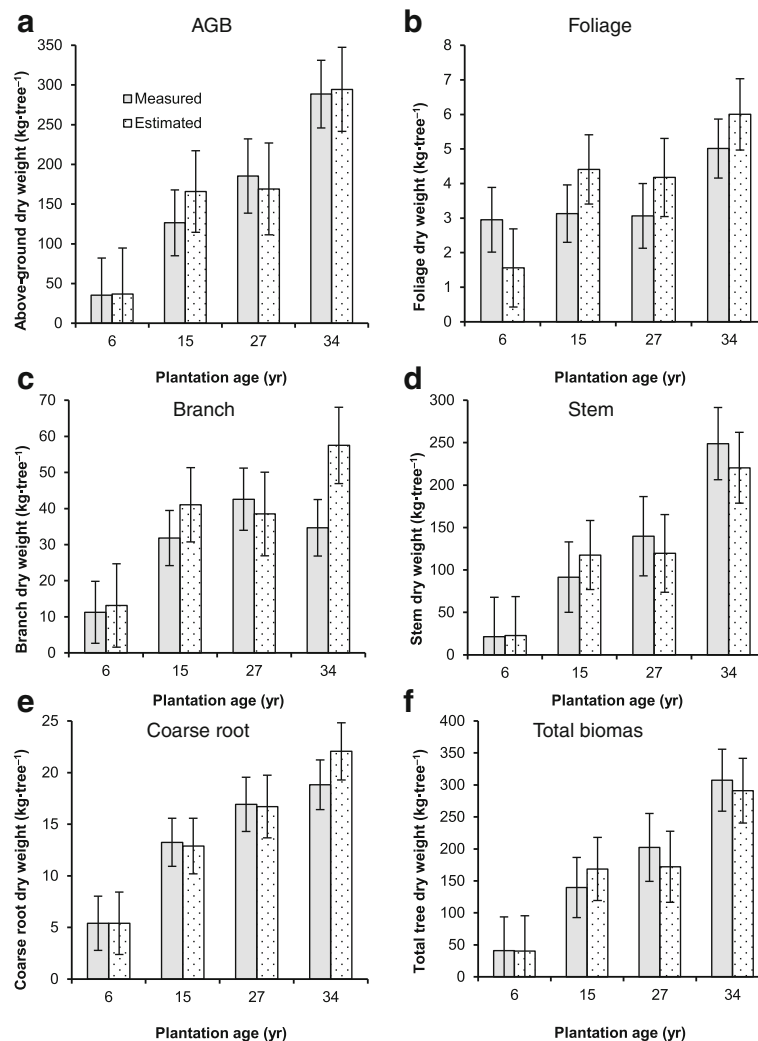 a
AGB
Above-ground dry weight (kg·tree⁻¹)
350
300
250
200
150
100
50
0
Measured
Estimated
6 15 27 34
Plantation age (yr)
b
Foliage
Foliage dry weight (kg·tree⁻¹)
8
7
6
5
4
3
2
1
0
6 15 27 34
Plantation age (yr)
c
Branch
Branch dry weight (kg·tree⁻¹)
70
60
50
40
30
20
10
0
6 15 27 34
Plantation age (yr)
d
Stem
Stem dry weight (kg·tree⁻¹)
300
250
200
150
100
50
0
6 15 27 34
Plantation age (yr)
e
Coarse root
Coarse root dry weight (kg·tree⁻¹)
25
20
15
10
5
0
6 15 27 34
Plantation age (yr)
f
Total biomas
Total tree dry weight (kg·tree⁻¹)
400
350
300
250
200
150
100
50
0
6 15 27 34
Plantation age (yr)